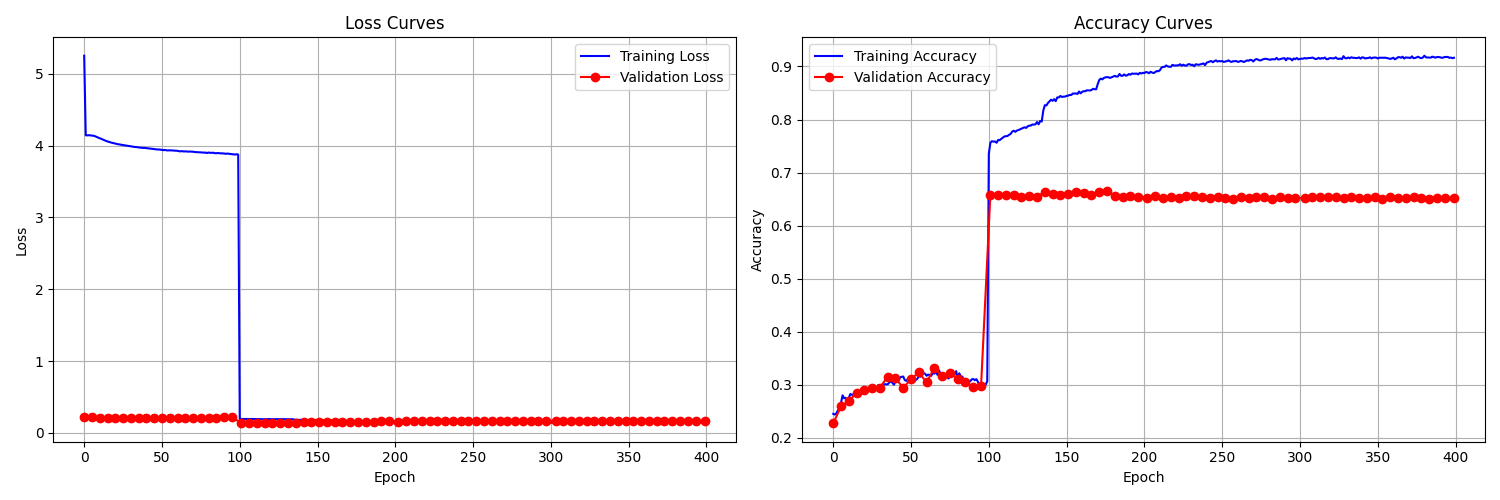 Loss Curves
Training Loss
Validation Loss
5
4
3
2
1
0
Loss
0 50 100 150 200 250 300 350 400
Epoch
Accuracy Curves
Training Accuracy
Validation Accuracy
0.9
0.8
0.7
0.6
0.5
0.4
0.3
0.2
Accuracy
0 50 100 150 200 250 300 350 400
Epoch